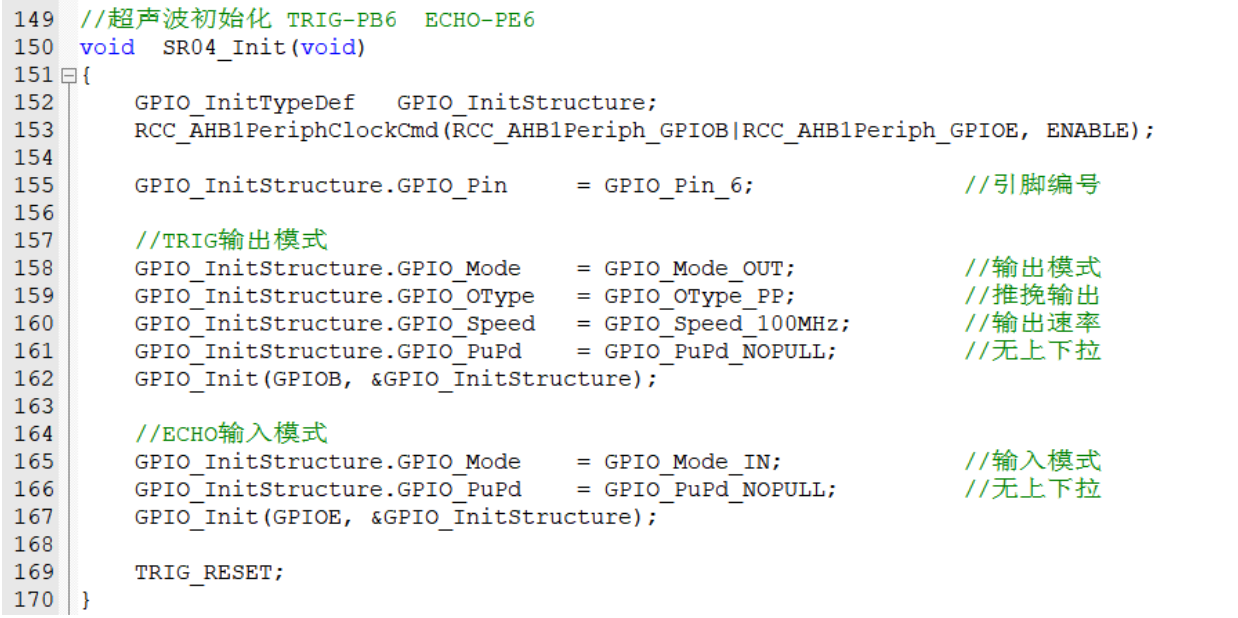 149 //超声波初始化 TRIG-PB6  ECHO-PE6
150 void  SR04_Init(void)
151 {
152     GPIO_InitTypeDef   GPIO_InitStructure;
153     RCC_AHB1PeriphClockCmd(RCC_AHB1Periph_GPIOB|RCC_AHB1Periph_GPIOE, ENABLE);
154
155     GPIO_InitStructure.GPIO_Pin     = GPIO_Pin_6;               //引脚编号
156
157     //TRIG输出模式
158     GPIO_InitStructure.GPIO_Mode    = GPIO_Mode_OUT;            //输出模式
159     GPIO_InitStructure.GPIO_OType   = GPIO_OType_PP;            //推挽输出
160     GPIO_InitStructure.GPIO_Speed   = GPIO_Speed_100MHz;        //输出速率
161     GPIO_InitStructure.GPIO_PuPd    = GPIO_PuPd_NOPULL;         //无上下拉
162     GPIO_Init(GPIOB, &GPIO_InitStructure);
163
164     //ECHO输入模式
165     GPIO_InitStructure.GPIO_Mode    = GPIO_Mode_IN;             //输入模式
166     GPIO_InitStructure.GPIO_PuPd    = GPIO_PuPd_NOPULL;         //无上下拉
167     GPIO_Init(GPIOE, &GPIO_InitStructure);
168
169     TRIG_RESET;
170 }